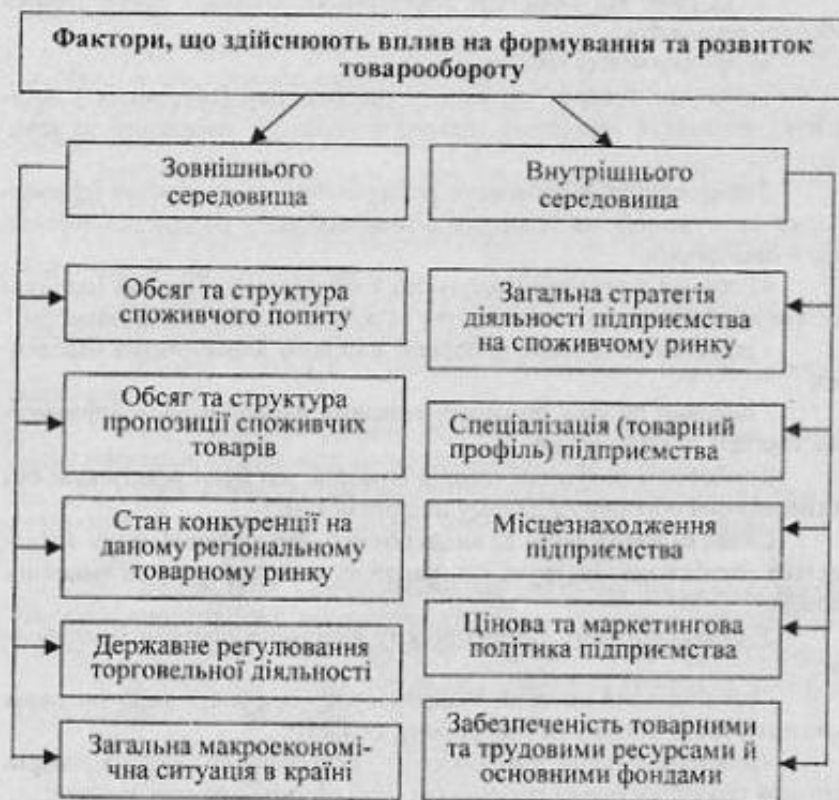 Фактори, що здійснюють вплив на формування та розвиток
товарообороту
Зовнішнього
середовища
Обсяг та структура
споживчого попиту
Обсяг та структура
пропозиції споживчих
товарів
Стан конкуренції на
даному регіональному
товарному ринку
Державне регулювання
торговельної діяльності
Загальна макроекономі-
чна ситуація в країні
Внутрішнього
середовища
Загальна стратегія
діяльності підприємства
на споживчому ринку
Спеціалізація (товарний
профіль) підприємства
Місцезнаходження
підприємства
Цінова та маркетингова
політика підприємства
Забезпеченість товарними
та трудовими ресурсами й
основними фондами